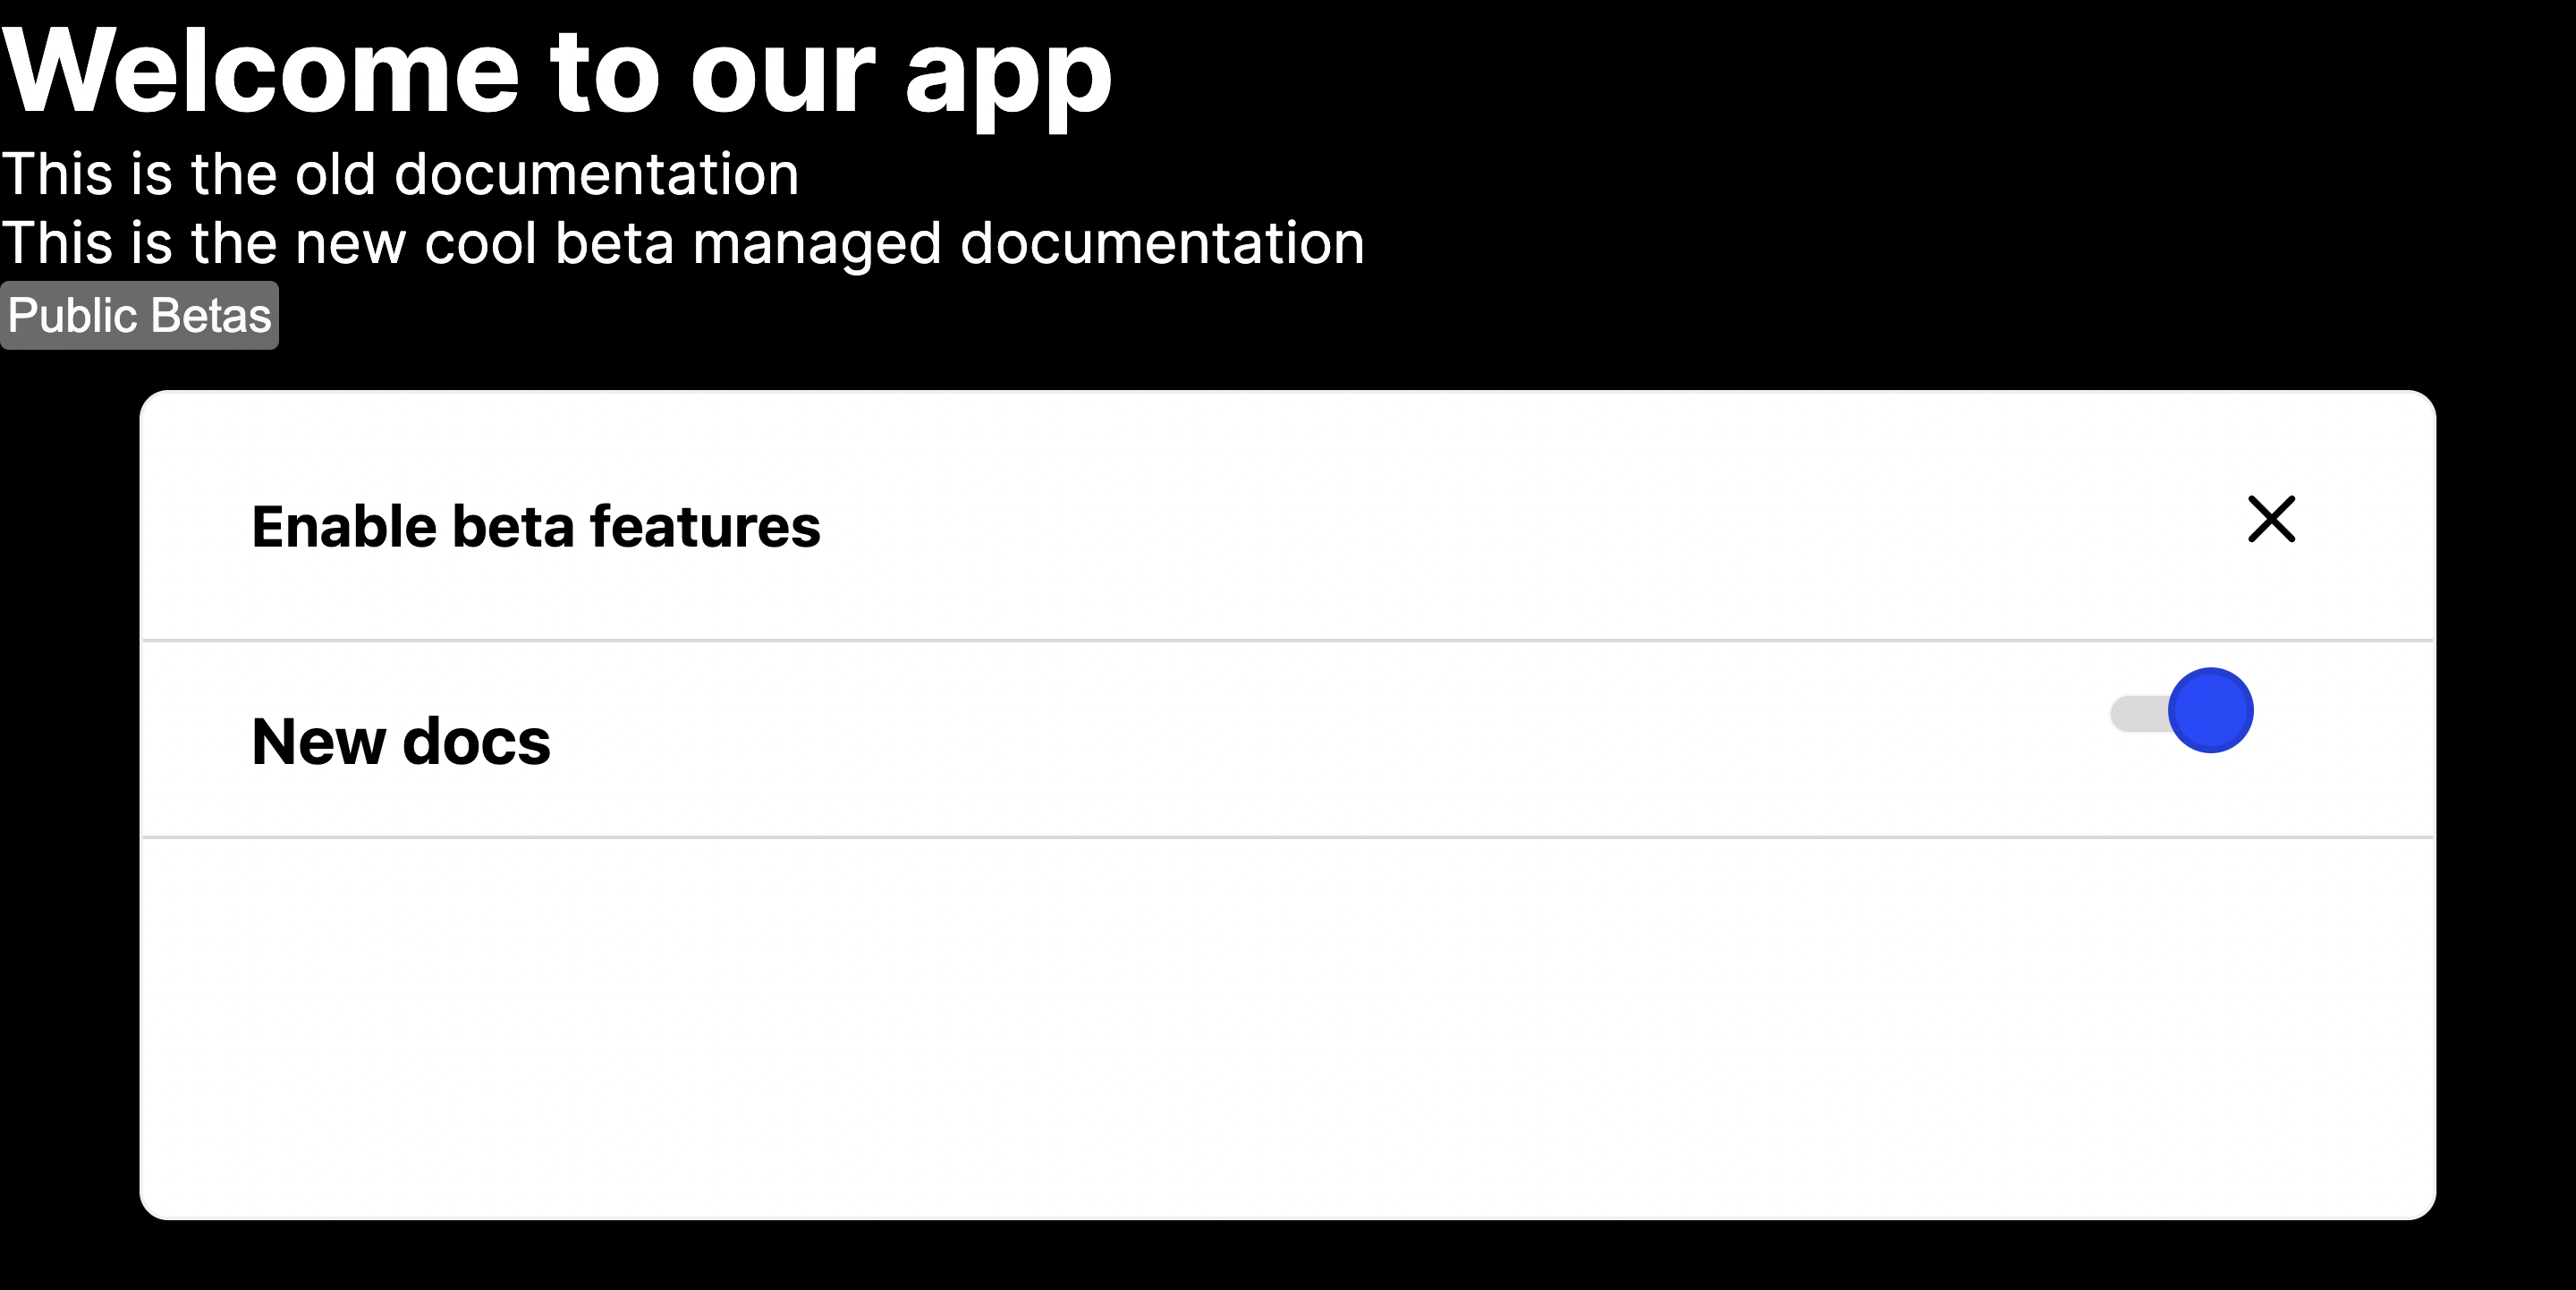 Welcome to our app
This is the old documentation
This is the new cool beta managed documentation
Public Betas
Enable beta features
New docs